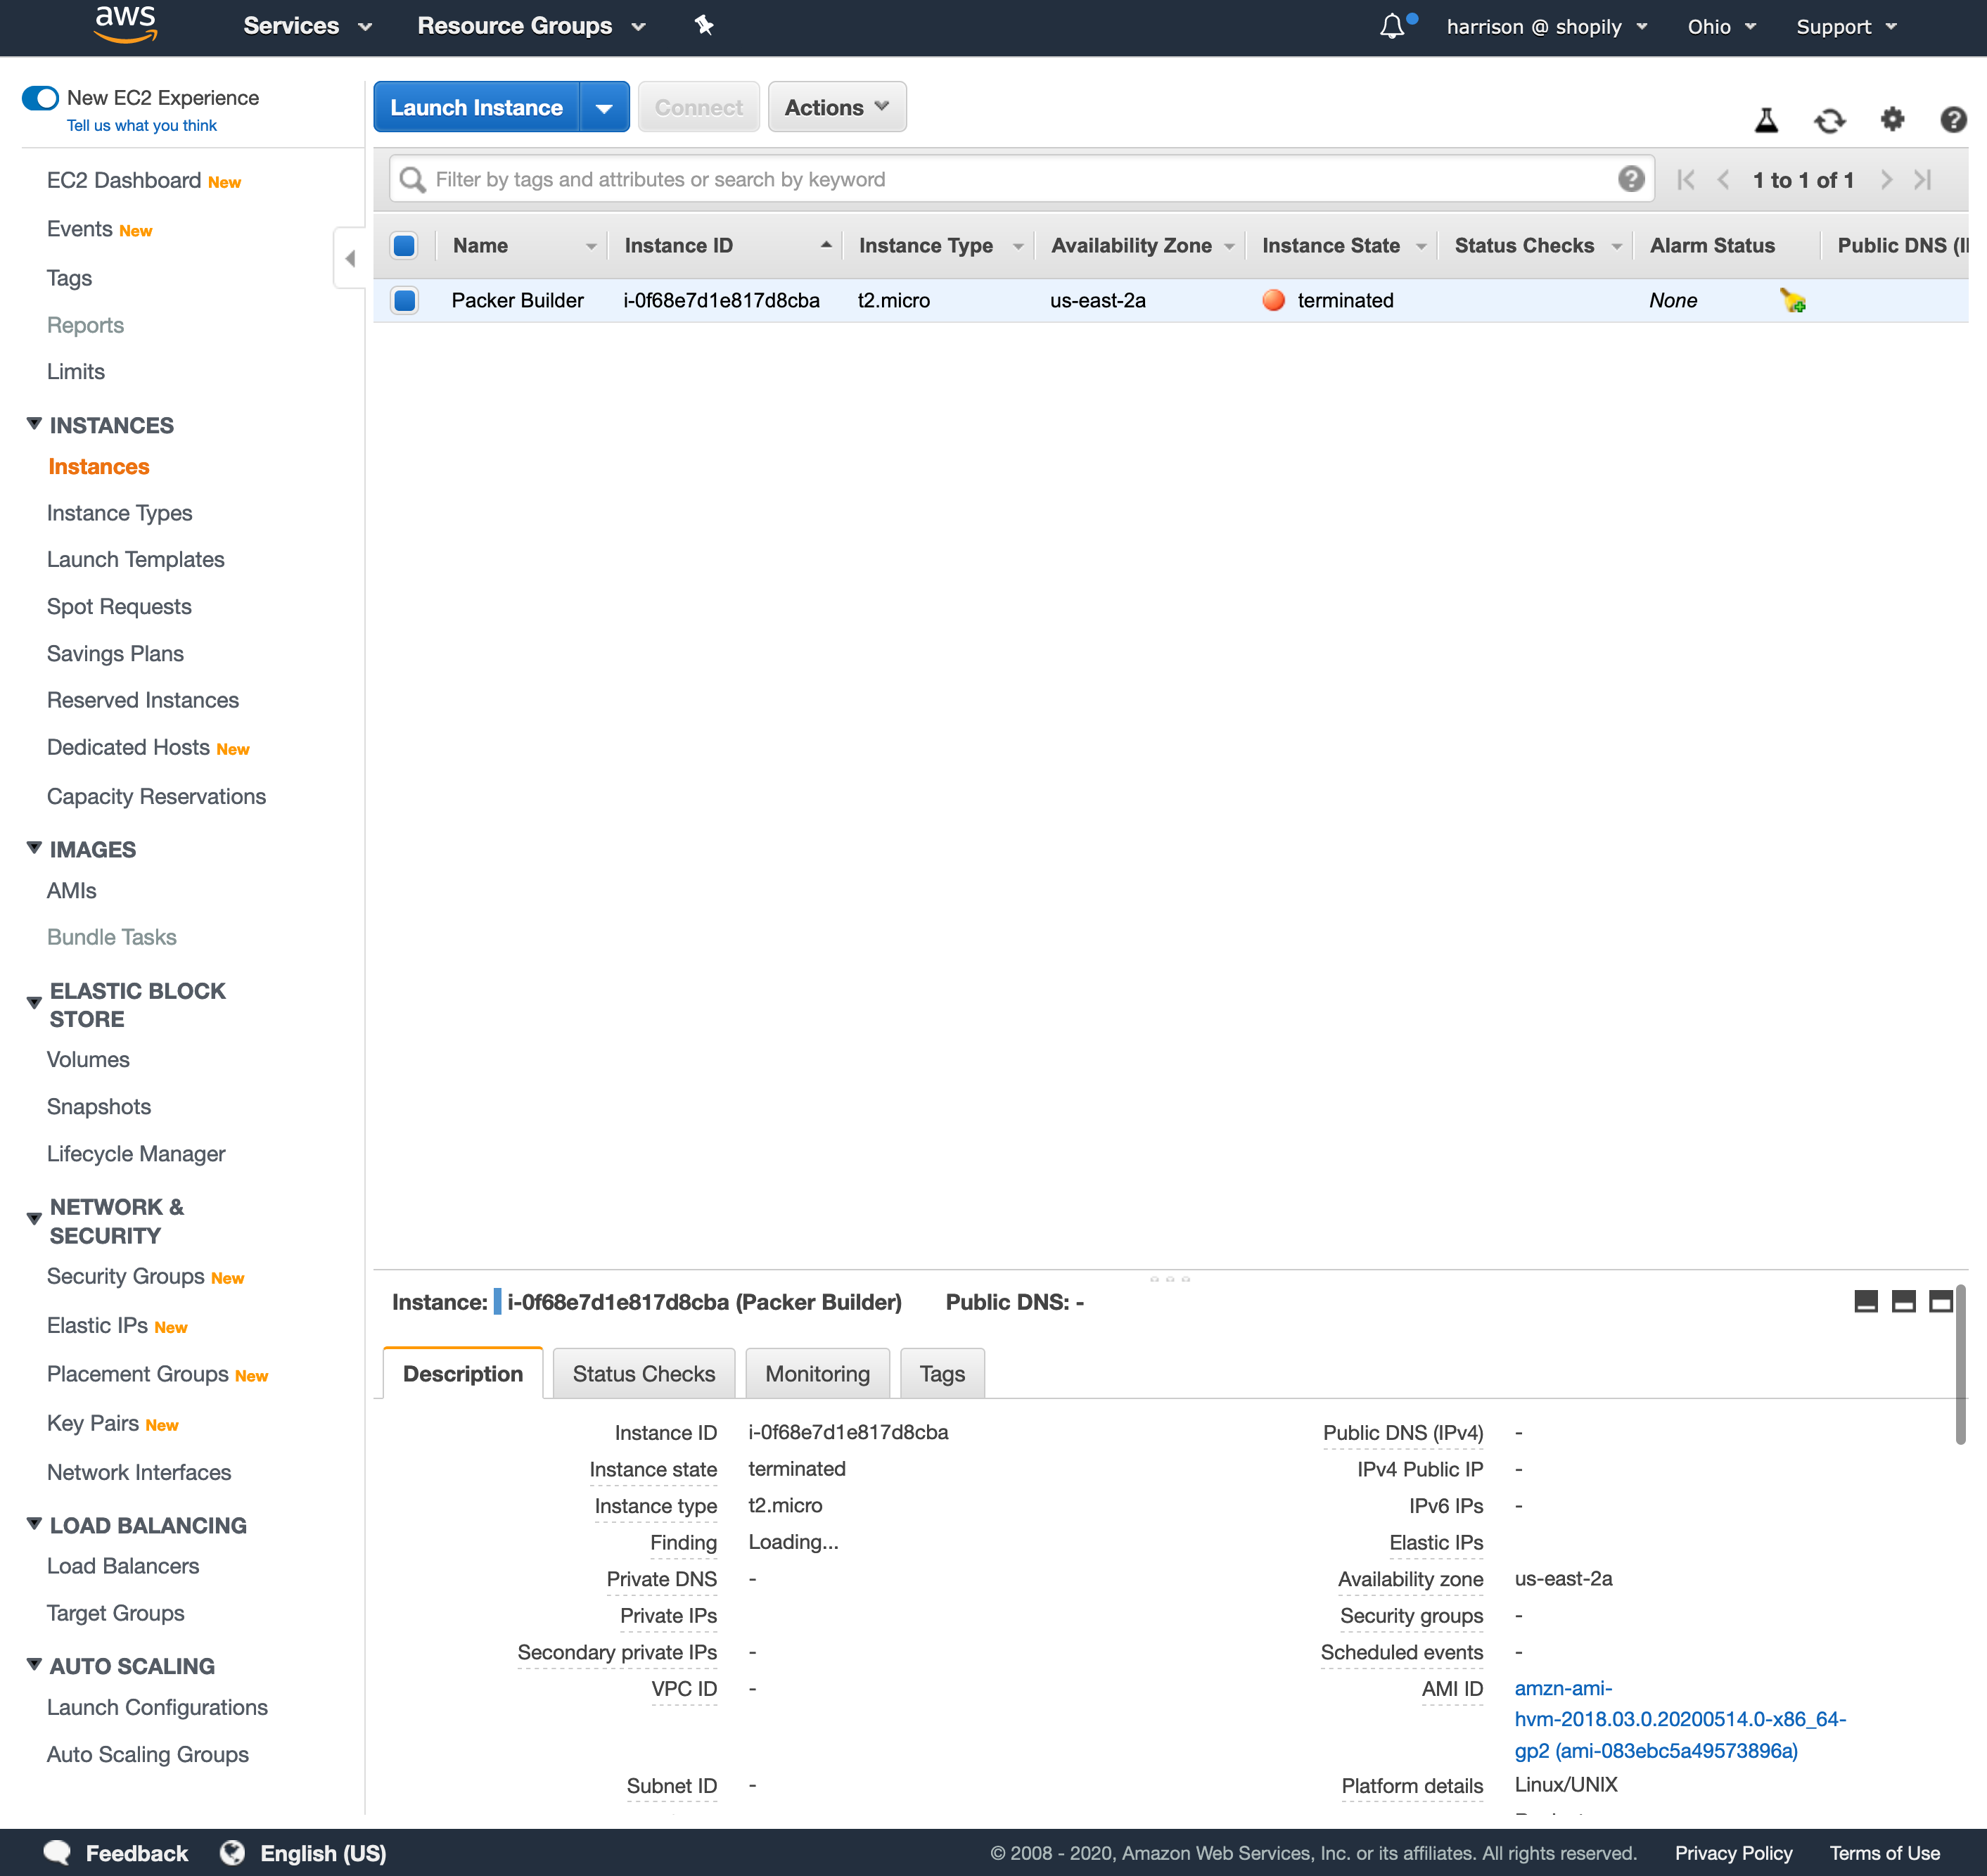 aws Services Resource Groups harrison @ shopily Ohio Support
New EC2 Experience
Tell us what you think
EC2 Dashboard New
Events New
Tags
Reports
Limits
INSTANCES
Instances
Instance Types
Launch Templates
Spot Requests
Savings Plans
Reserved Instances
Dedicated Hosts New
Capacity Reservations
IMAGES
AMIs
Bundle Tasks
ELASTIC BLOCK
STORE
Volumes
Snapshots
Lifecycle Manager
NETWORK &
SECURITY
Security Groups New
Elastic IPs New
Placement Groups New
Key Pairs New
Network Interfaces
LOAD BALANCING
Load Balancers
Target Groups
AUTO SCALING
Launch Configurations
Auto Scaling Groups
Launch Instance Connect Actions
Filter by tags and attributes or search by keyword 1 to 1 of 1
Name Instance ID Instance Type Availability Zone Instance State Status Checks Alarm Status Public DNS (I
Packer Builder i-0f68e7d1e817d8cba t2.micro us-east-2a terminated None
Instance: i-0f68e7d1e817d8cba (Packer Builder) Public DNS: -
Description Status Checks Monitoring Tags
Instance ID i-0f68e7d1e817d8cba
Instance state terminated
Instance type t2.micro
Finding Loading...
Private DNS -
Private IPs
Secondary private IPs -
VPC ID -
Subnet ID -
Public DNS (IPv4) -
IPv4 Public IP -
IPv6 IPs -
Elastic IPs
Availability zone us-east-2a
Security groups -
Scheduled events -
AMI ID amzn-ami-
hvm-2018.03.0.20200514.0-x86_64-
gp2 (ami-083ebc5a49573896a)
Platform details Linux/UNIX
Feedback English (US) © 2008 - 2020, Amazon Web Services, Inc. or its affiliates. All rights reserved. Privacy Policy Terms of Use